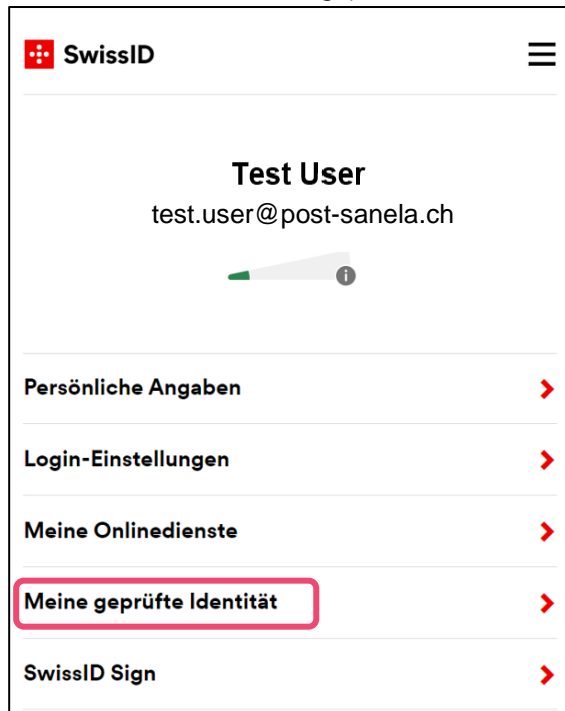 SwissID
Test User
test.user@post-sanela.ch
Persönliche Angaben
Login-Einstellungen
Meine Onlinedienste
Meine geprüfte Identität
SwissID Sign